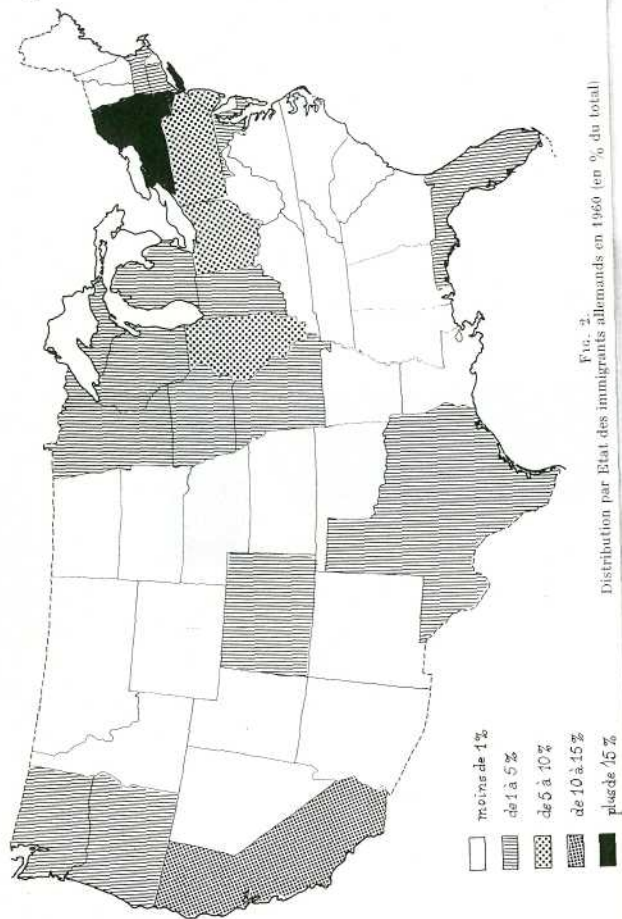 moins de 1%
de 1 à 5%
de 5 à 10%
de 10 à 15%
plus de 15%
FIG. 2.
Distribution par Etat des immigrants allemands en 1960 (en % du total)